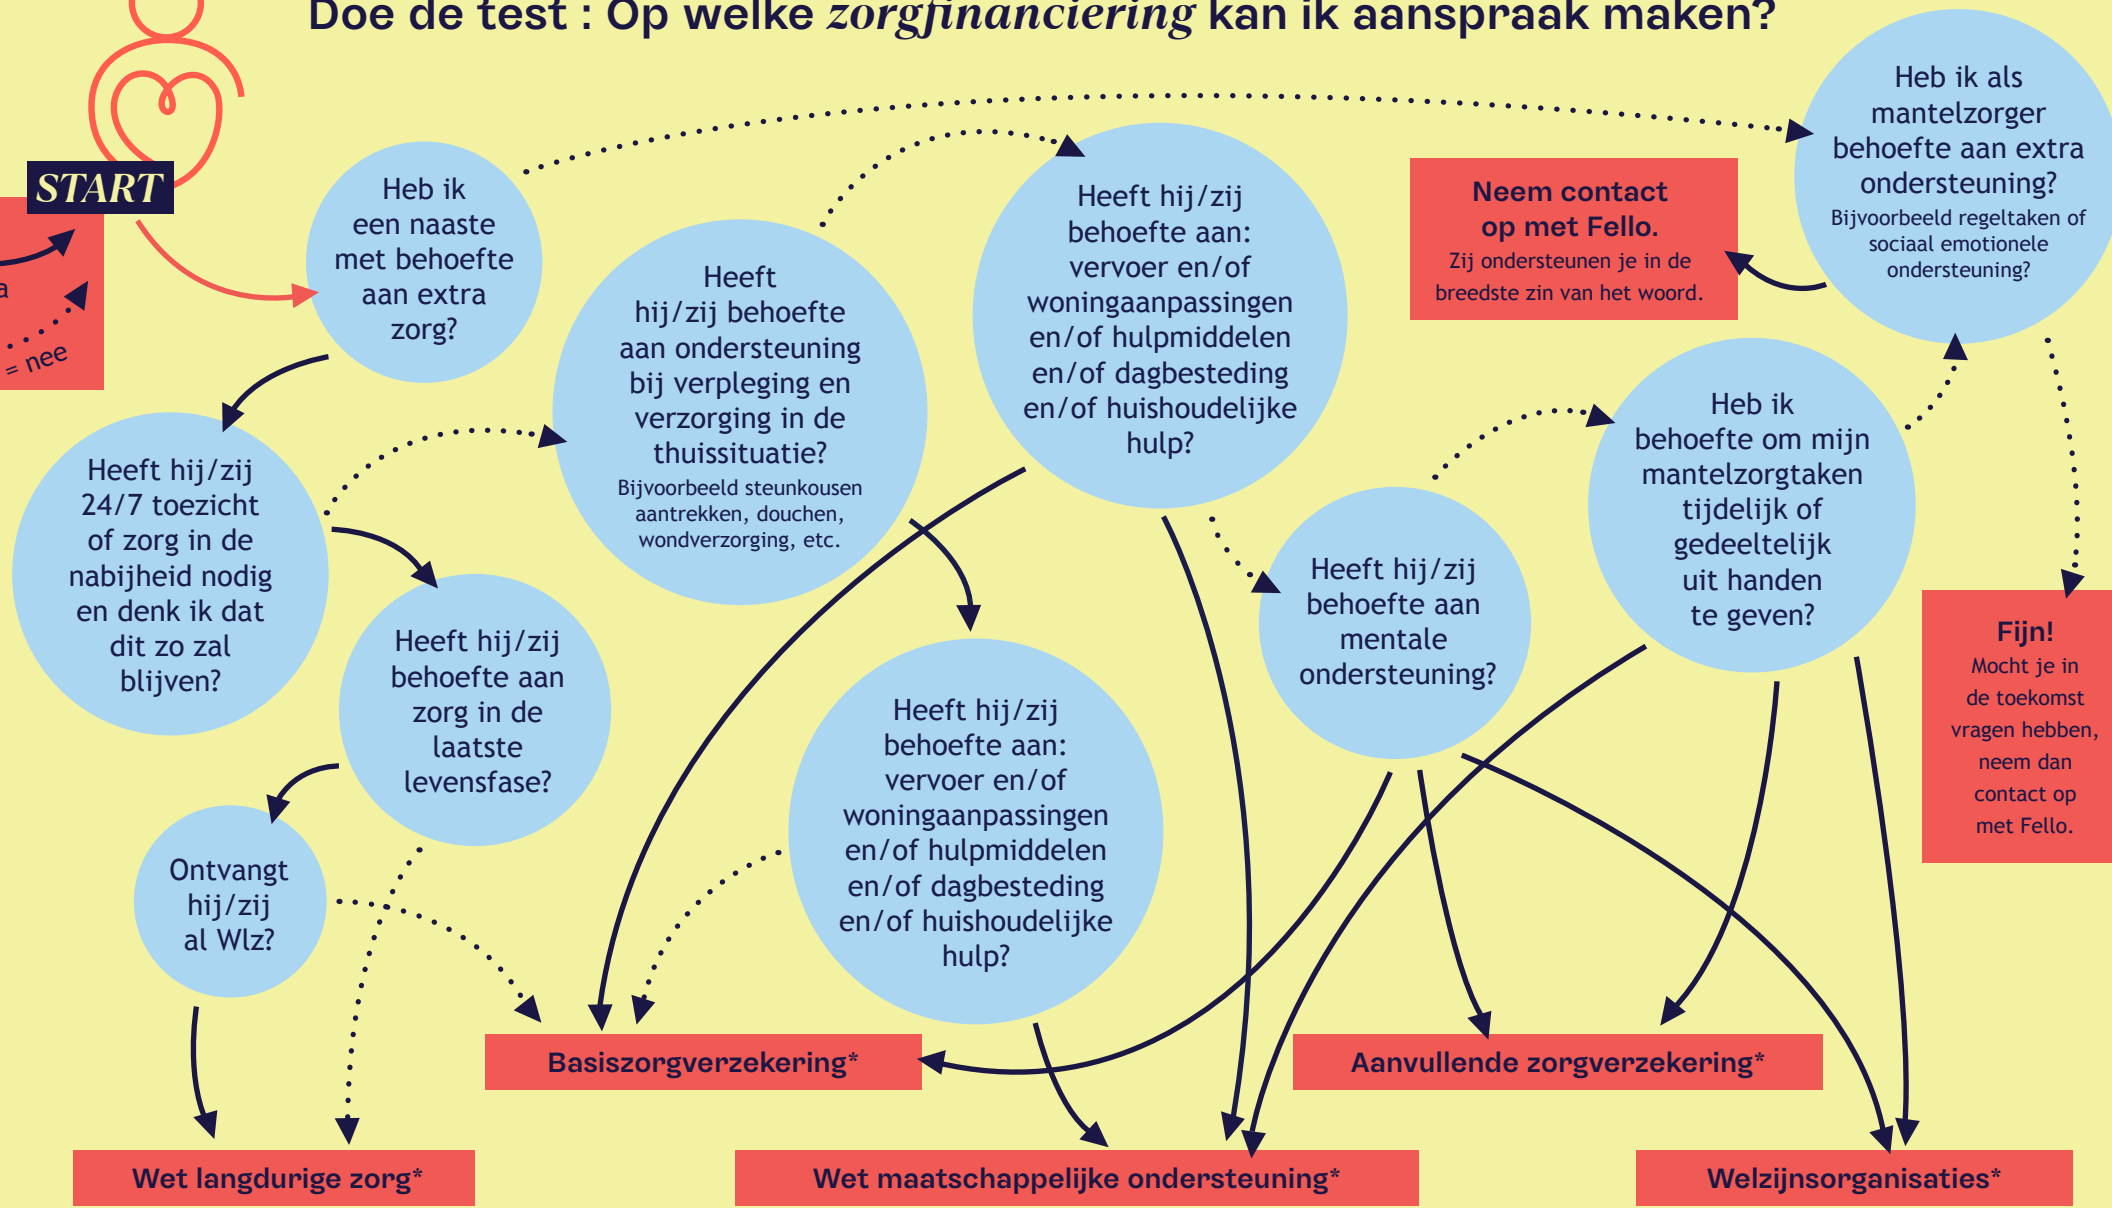 Doe de test : Op welke zorgfinanciering kan ik aanspraak maken?
START
= nee
Heb ik
een naaste
met behoefte
aan extra
zorg?
Heeft hij/zij
24/7 toezicht
of zorg in de
nabijheid nodig
en denk ik dat
dit zo zal
blijven?
Heeft hij/zij
behoefte aan
zorg in de
laatste
levensfase?
Ontvangt
hij/zij
al Wlz?
Heeft
hij/zij behoefte
aan ondersteuning
bij verpleging en
verzorging in de
thuissituatie?
Bijvoorbeeld steunkousen
aantrekken, douchen,
wondverzorging, etc.
Heeft hij/zij
behoefte aan:
vervoer en/of
woningaanpassingen
en/of hulpmiddelen
en/of dagbesteding
en/of huishoudelijke
hulp?
Heeft hij/zij
behoefte aan:
vervoer en/of
woningaanpassingen
en/of hulpmiddelen
en/of dagbesteding
en/of huishoudelijke
hulp?
Heeft hij/zij
behoefte aan
mentale
ondersteuning?
Heb ik
behoefte om mijn
mantelzorgtaken
tijdelijk of
gedeeltelijk
uit handen
te geven?
Heb ik als
mantelzorger
behoefte aan extra
ondersteuning?
Bijvoorbeeld regeltaken of
sociaal emotionele
ondersteuning?
Neem contact
op met Fello.
Zij ondersteunen je in de
breedste zin van het woord.
Fijn!
Mocht je in
de toekomst
vragen hebben,
neem dan
contact op
met Fello.
Basiszorgverzekering*
Aanvullende zorgverzekering*
Wet langdurige zorg*
Wet maatschappelijke ondersteuning*
Welzijnsorganisaties*